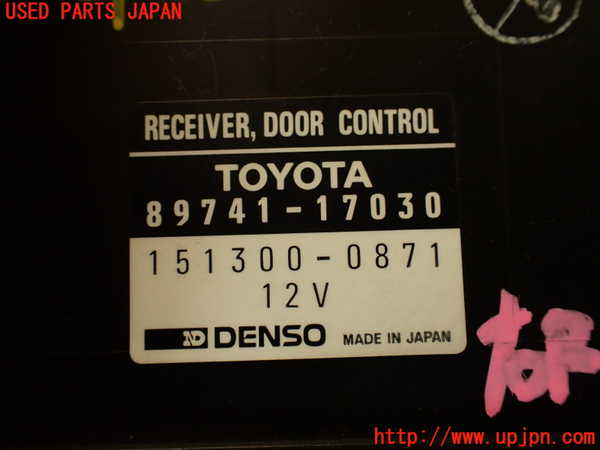 USED PARTS JAPAN
RECEIVER, DOOR CONTROL
TOYOTA
89741-17030
151300-0871
12V
ND DENSO MADE IN JAPAN
http://www.upjpn.com/